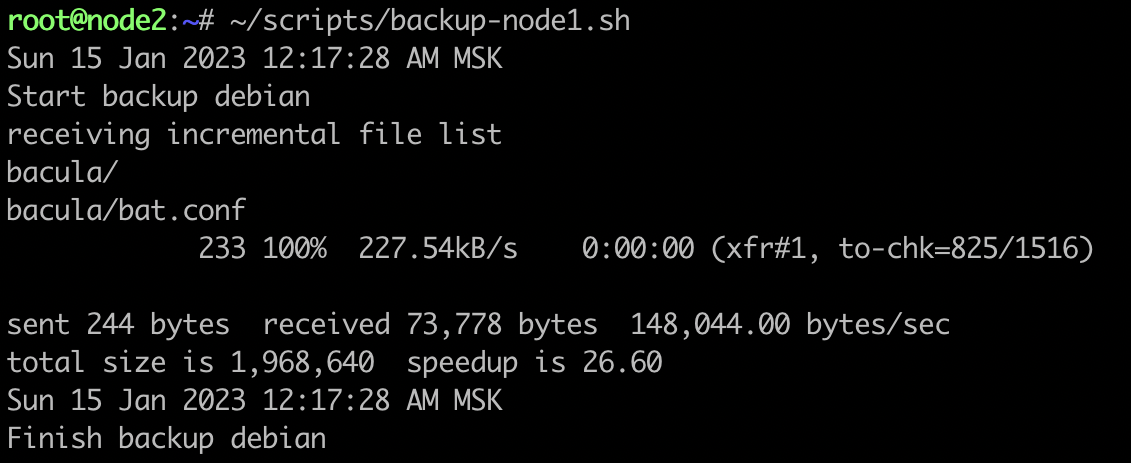 root@node2:~# ~/scripts/backup-node1.sh
Sun 15 Jan 2023 12:17:28 AM MSK
Start backup debian
receiving incremental file list
bacula/
bacula/bat.conf
            233 100%  227.54kB/s    0:00:00 (xfr#1, to-chk=825/1516)

sent 244 bytes  received 73,778 bytes  148,044.00 bytes/sec
total size is 1,968,640  speedup is 26.60
Sun 15 Jan 2023 12:17:28 AM MSK
Finish backup debian